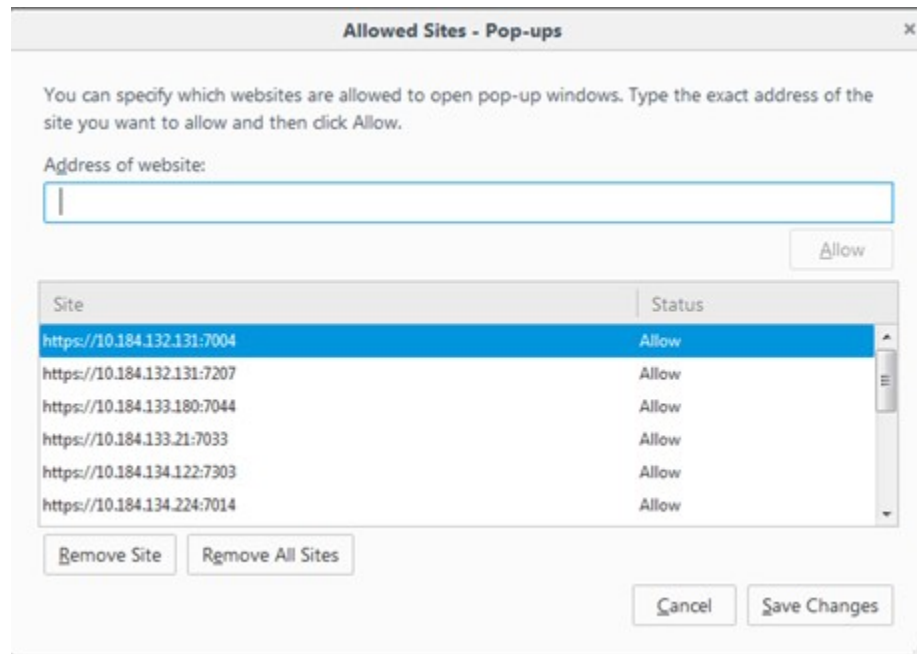 Allowed Sites - Pop-ups
You can specify which websites are allowed to open pop-up windows. Type the exact address of the
site you want to allow and then click Allow.
Address of website:
Allow
Site Status
https://10.184.132.131:7004 Allow
https://10.184.132.131:7207 Allow
https://10.184.133.180:7044 Allow
https://10.184.133.21:7033 Allow
https://10.184.134.122:7303 Allow
https://10.184.134.224:7014 Allow
Remove Site Remove All Sites
Cancel Save Changes